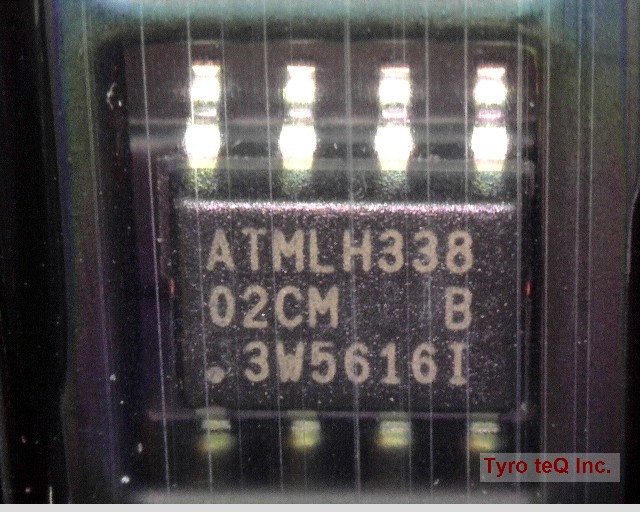 ATMLH338
02CM B
.3W5616I
Tyro teQ Inc.